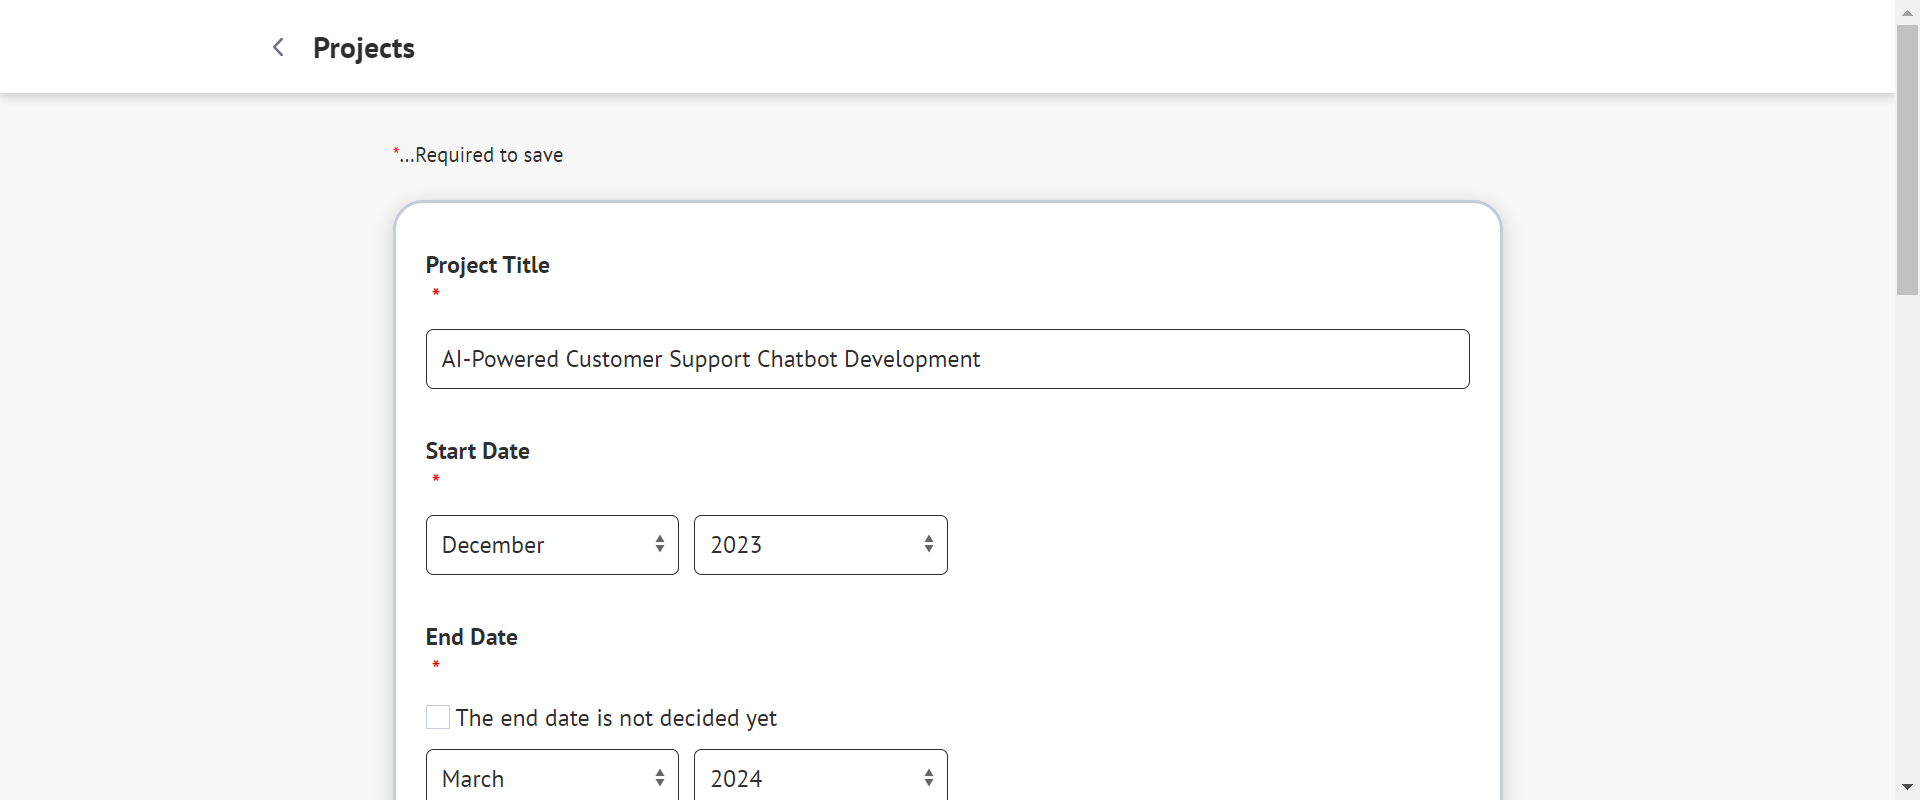 Projects
*...Required to save
Project Title
*
AI-Powered Customer Support Chatbot Development
Start Date
*
December 2023
End Date
*
The end date is not decided yet
March 2024